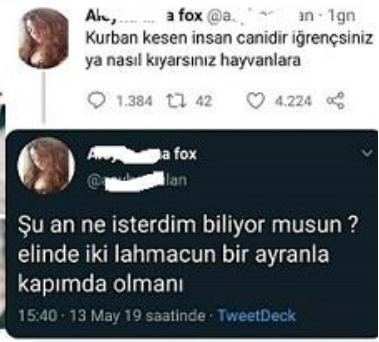 a fox @a. an · 1gn
Kurban kesen insan canidir iğrençsiniz
ya nasıl kıyarsınız hayvanlara
1.384 42 4.224
a fox
lan
Şu an ne isterdim biliyor musun ?
elinde iki lahmacun bir ayranla
kapımda olmanı
15:40 · 13 May 19 saatinde · TweetDeck